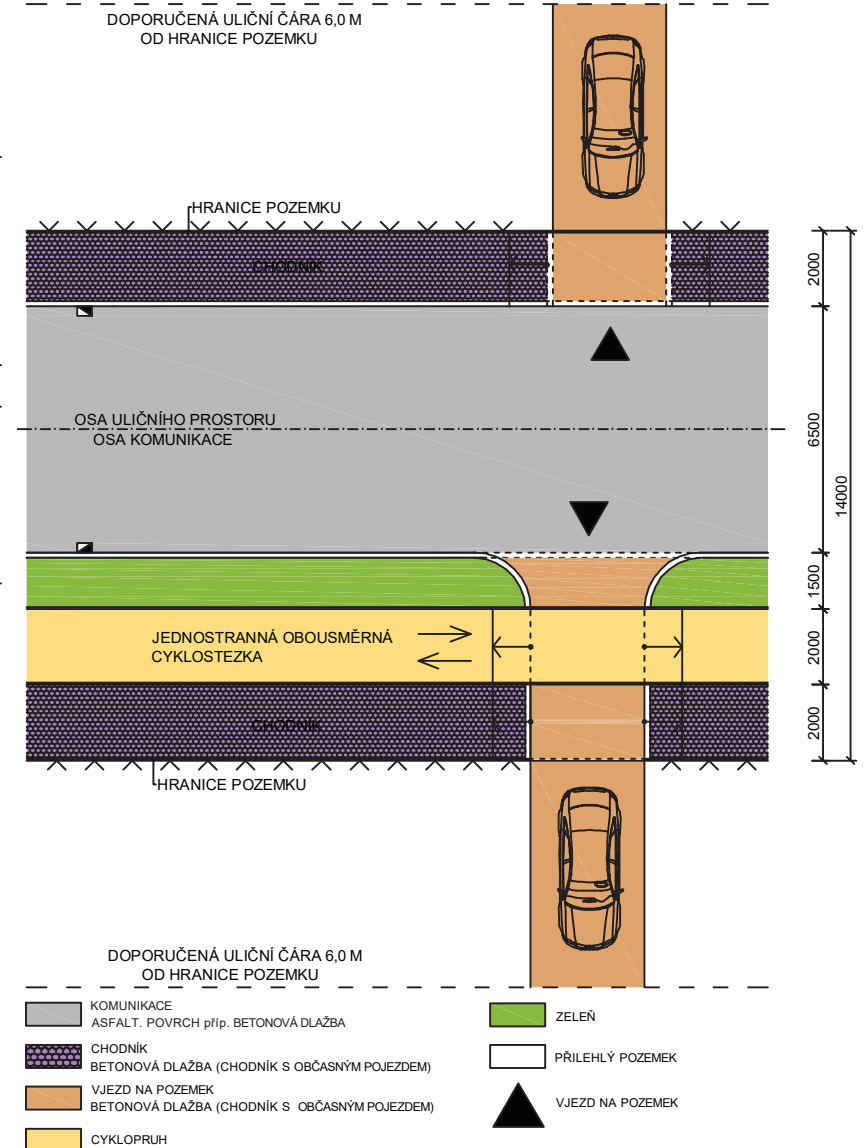 DOPORUČENÁ ULIČNÍ ČÁRA 6,0 M
OD HRANICE POZEMKU
HRANICE POZEMKU
CHODNÍK
2000
OSA ULIČNÍHO PROSTORU
OSA KOMUNIKACE
6500
14000
1500
JEDNOSTRANNÁ OBOUSMĚRNÁ
CYKLOSTEZKA
2000
CHODNÍK
2000
HRANICE POZEMKU
DOPORUČENÁ ULIČNÍ ČÁRA 6,0 M
OD HRANICE POZEMKU
KOMUNIKACE
ASFALT. POVRCH příp. BETONOVÁ DLAŽBA
CHODNÍK
BETONOVÁ DLAŽBA (CHODNÍK S OBČASNÝM POJEZDEM)
VJEZD NA POZEMEK
BETONOVÁ DLAŽBA (CHODNÍK S OBČASNÝM POJEZDEM)
CYKLOPRUH
ZELEŇ
PŘILEHLÝ POZEMEK
VJEZD NA POZEMEK